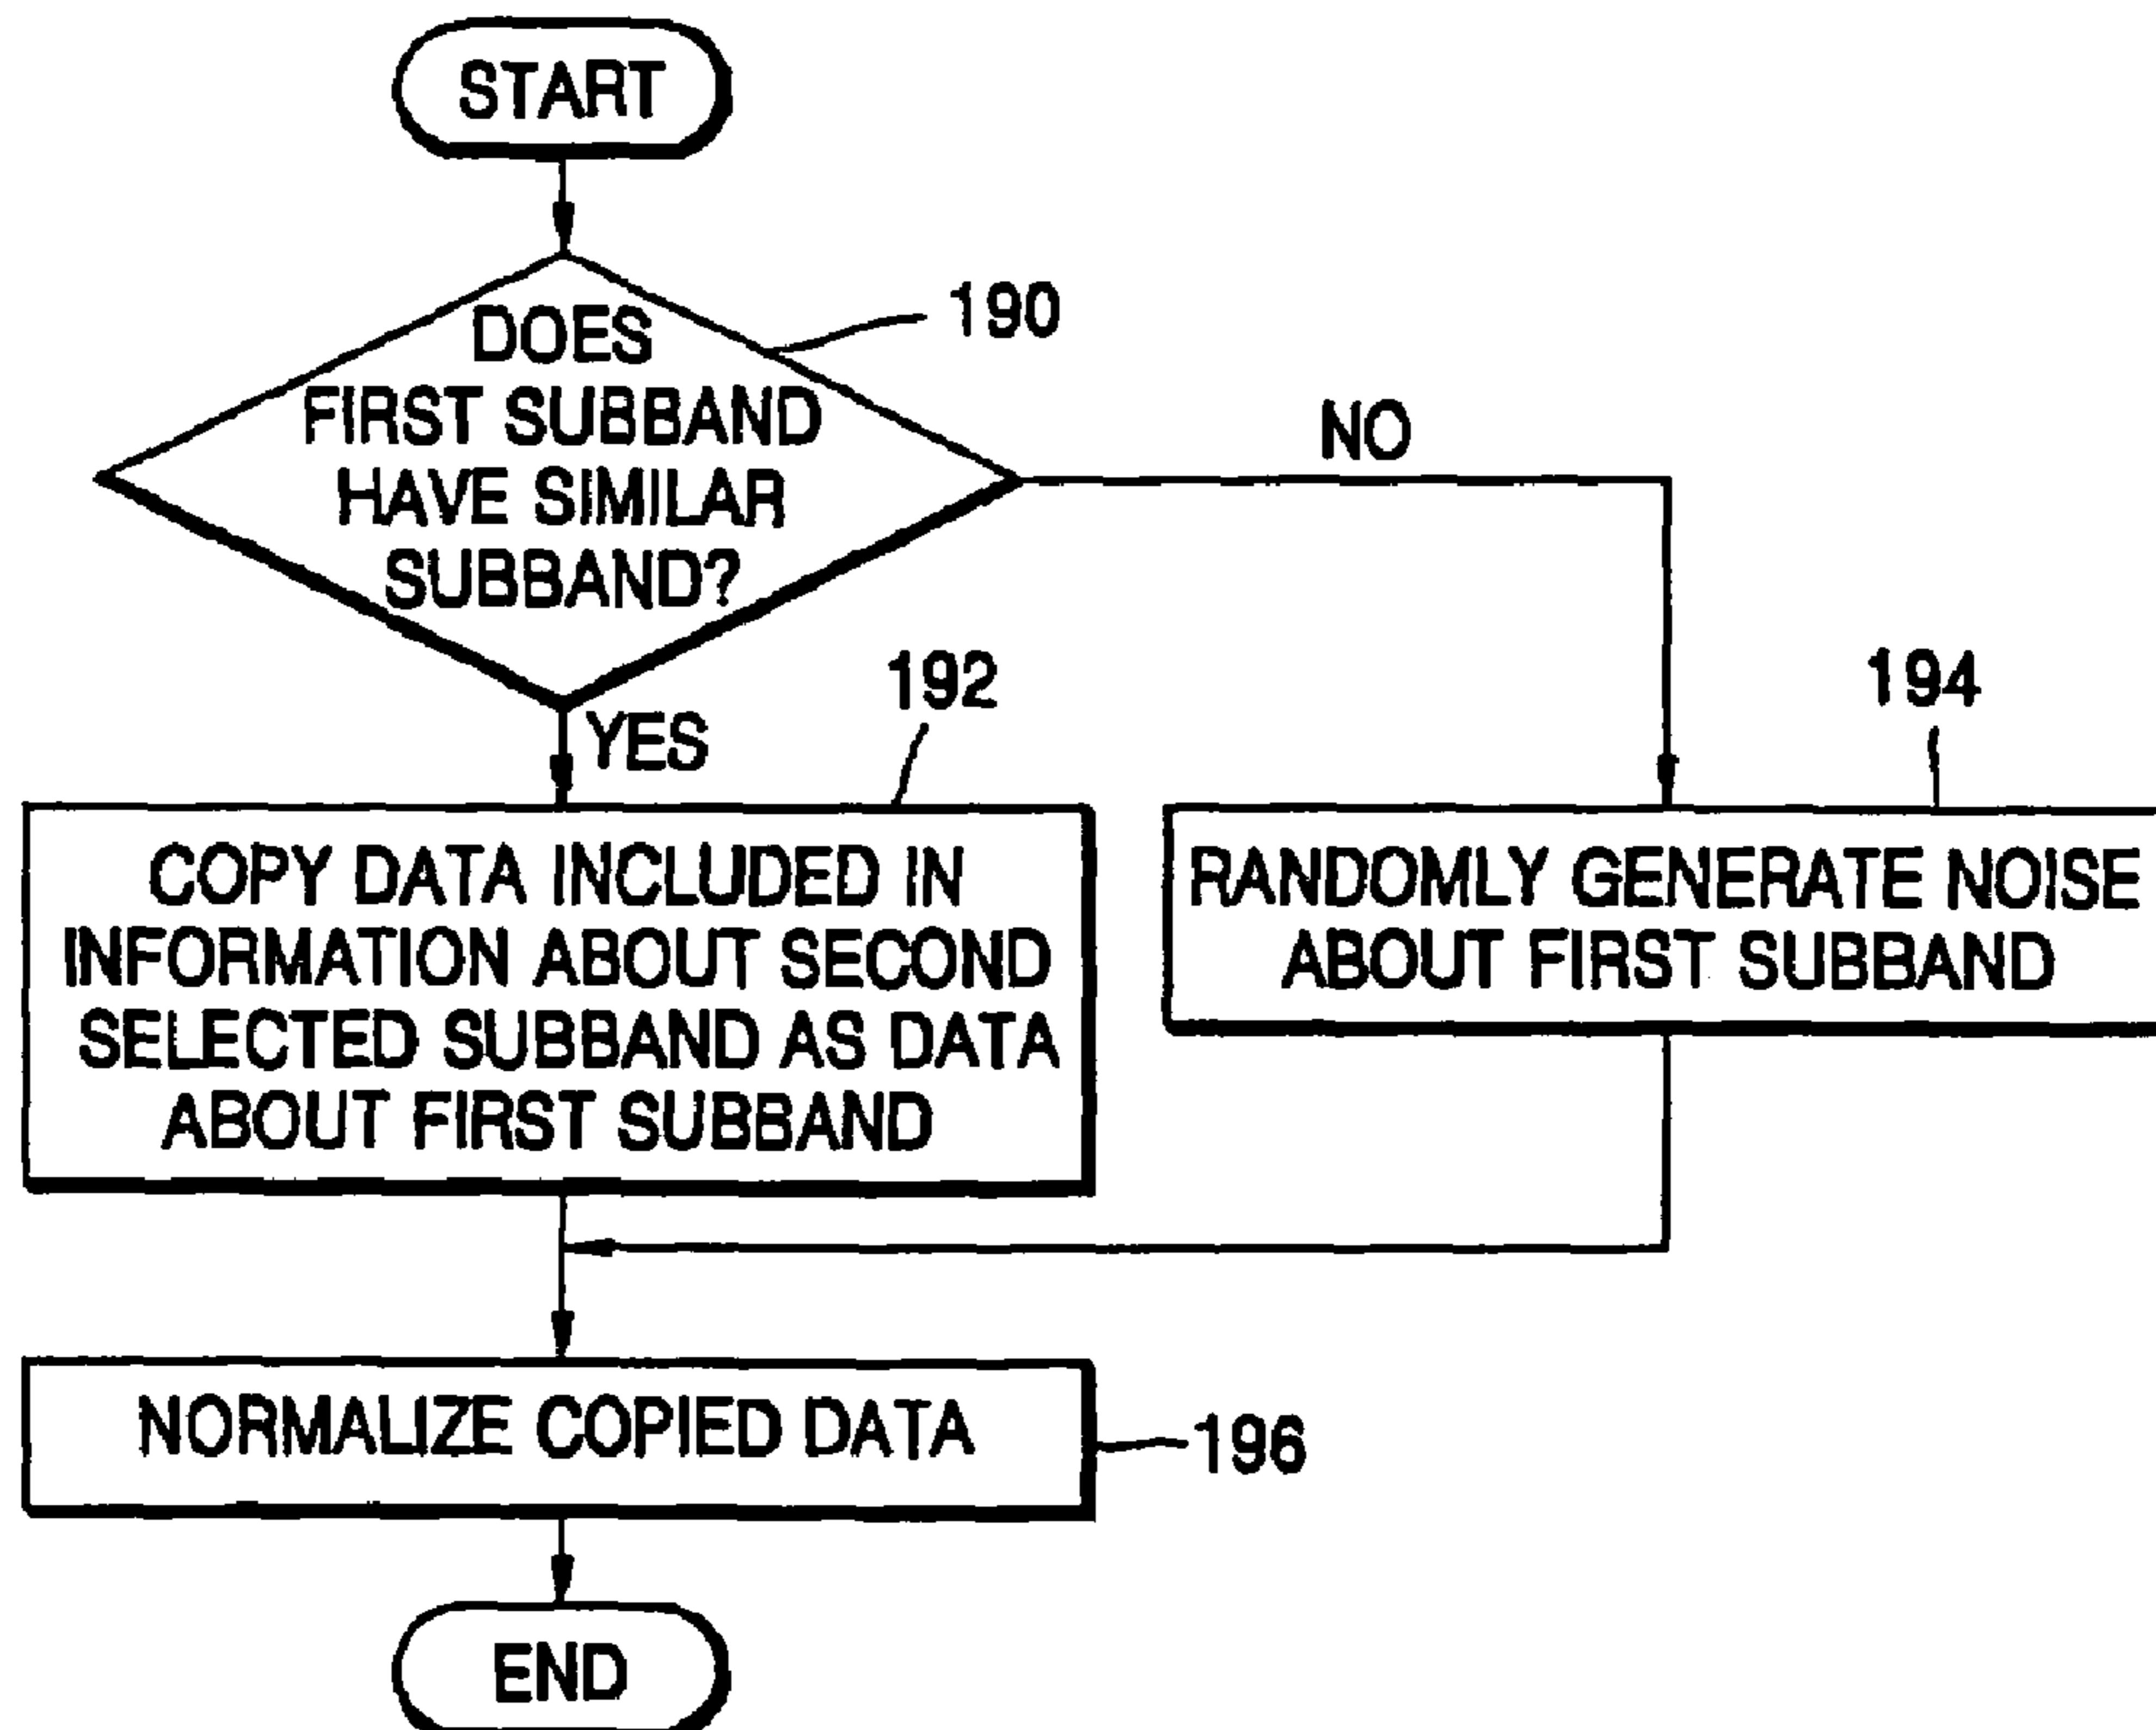 START
DOES
FIRST SUBBAND
HAVE SIMILAR
SUBBAND?
190
NO
YES
192
194
COPY DATA INCLUDED IN
INFORMATION ABOUT SECOND
SELECTED SUBBAND AS DATA
ABOUT FIRST SUBBAND
RANDOMLY GENERATE NOISE
ABOUT FIRST SUBBAND
NORMALIZE COPIED DATA
196
END